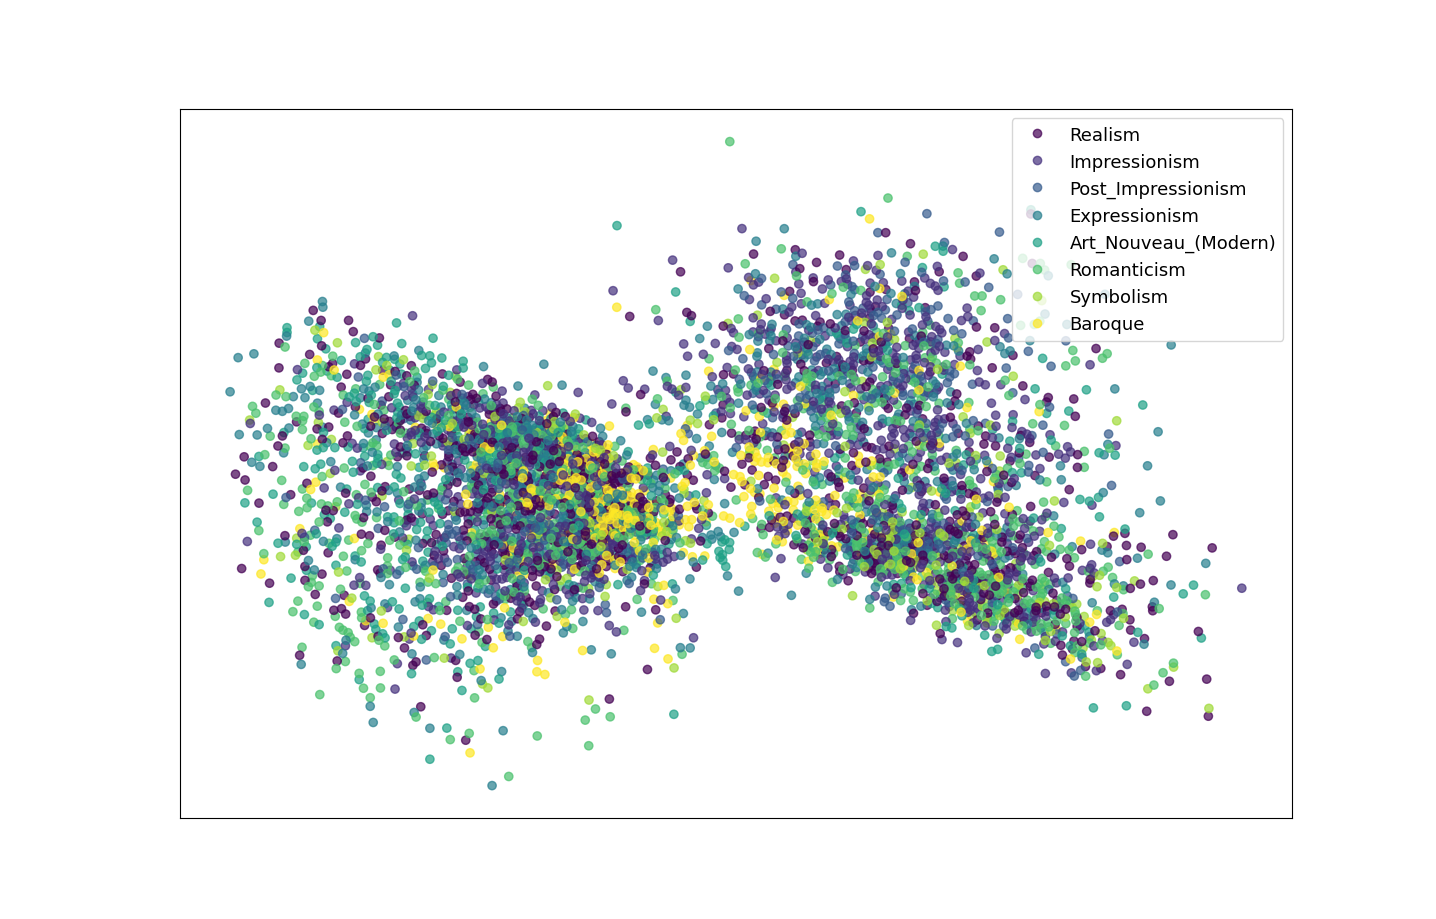 Realism
Impressionism
Post_Impressionism
Expressionism
Art_Nouveau_(Modern)
Romanticism
Symbolism
Baroque